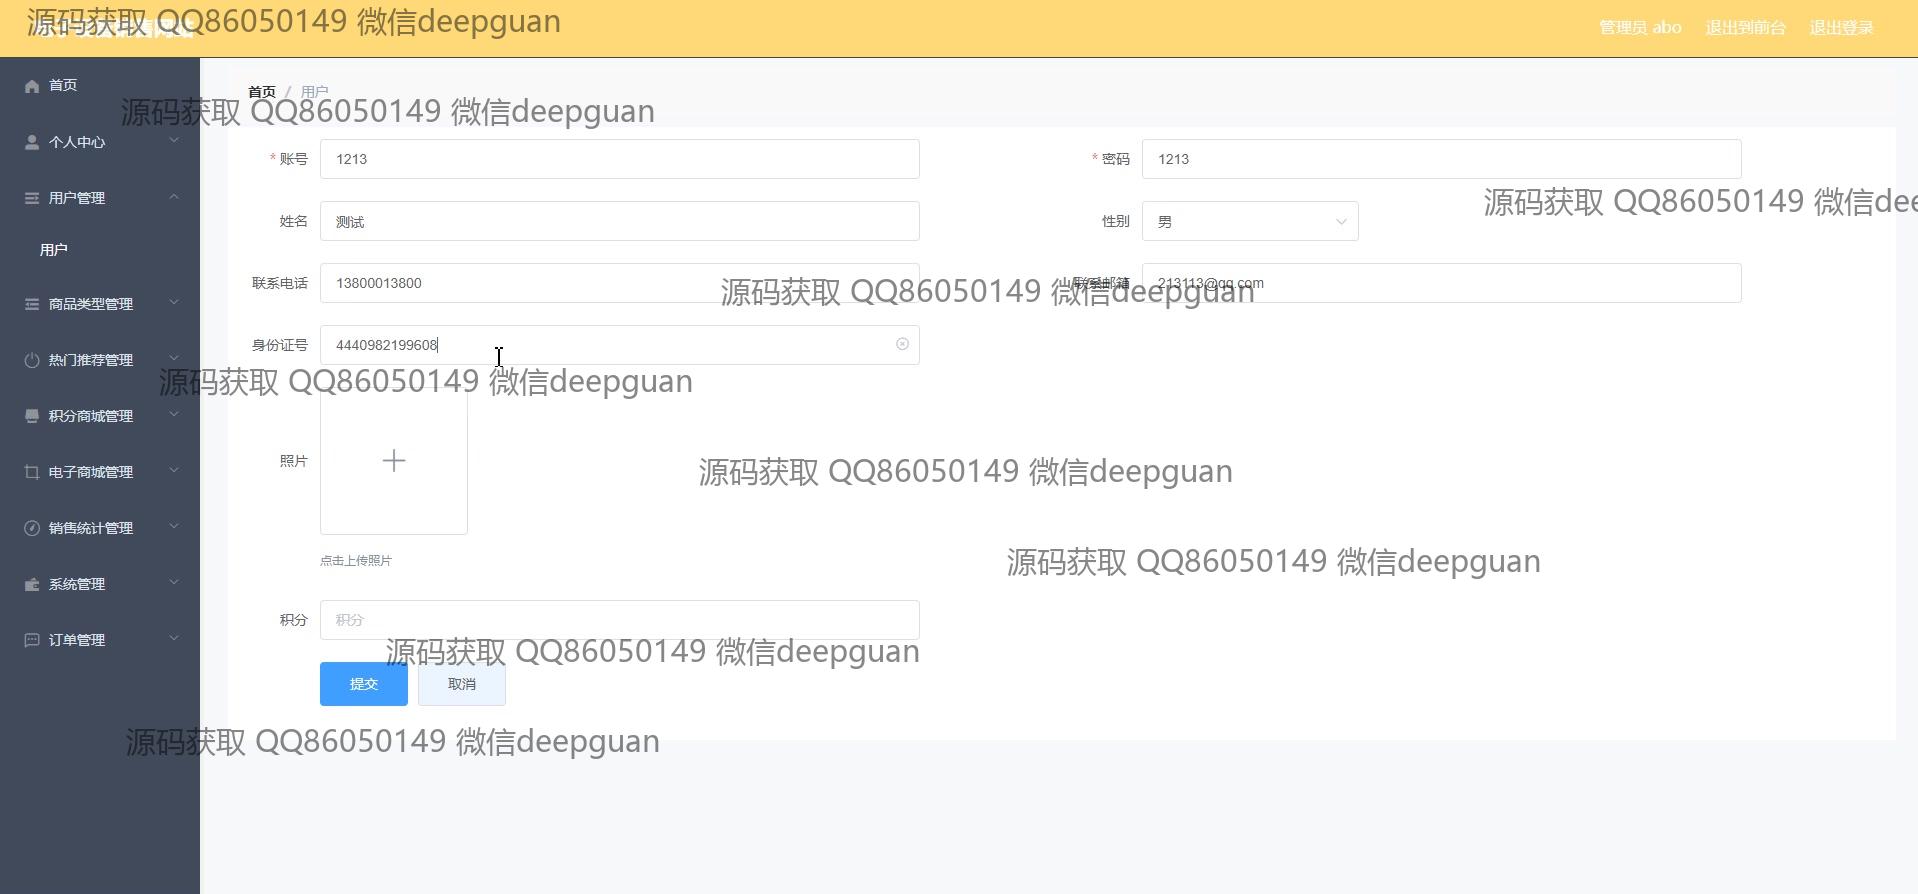 源码获取 QQ86050149 微信deepguan
管理员 abo 退出到前台 退出登录
首页
个人中心
用户管理
用户
商品类型管理
热门推荐管理
积分商城管理
电子商城管理
销售统计管理
系统管理
订单管理
首页 / 用户
源码获取 QQ86050149 微信deepguan
* 账号 1213
* 密码 1213
源码获取 QQ86050149 微信dee
姓名 测试
性别 男
联系电话 13800013800
联系邮箱 213113@qq.com
源码获取 QQ86050149 微信deepguan
身份证号 4440982199608
源码获取 QQ86050149 微信deepguan
照片
源码获取 QQ86050149 微信deepguan
点击上传照片
源码获取 QQ86050149 微信deepguan
积分 积分
源码获取 QQ86050149 微信deepguan
提交 取消
源码获取 QQ86050149 微信deepguan